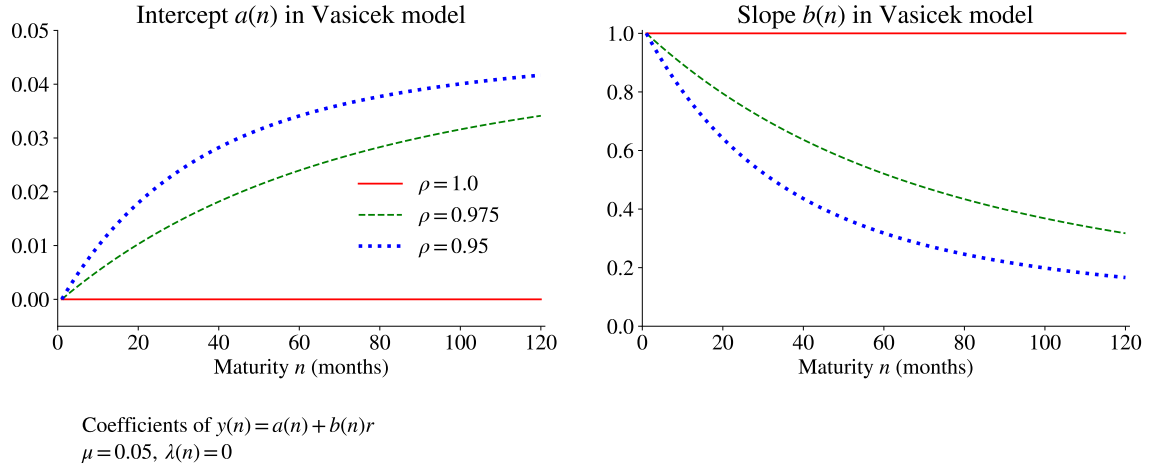 Intercept a(n) in Vasicek model
0.05
0.04
0.03
0.02
0.01
0.00
ρ = 1.0
ρ = 0.975
ρ = 0.95
0 20 40 60 80 100 120
Maturity n (months)
Slope b(n) in Vasicek model
1.0
0.8
0.6
0.4
0.2
0.0
0 20 40 60 80 100 120
Maturity n (months)
Coefficients of y(n) = a(n) + b(n)r
μ = 0.05, λ(n) = 0